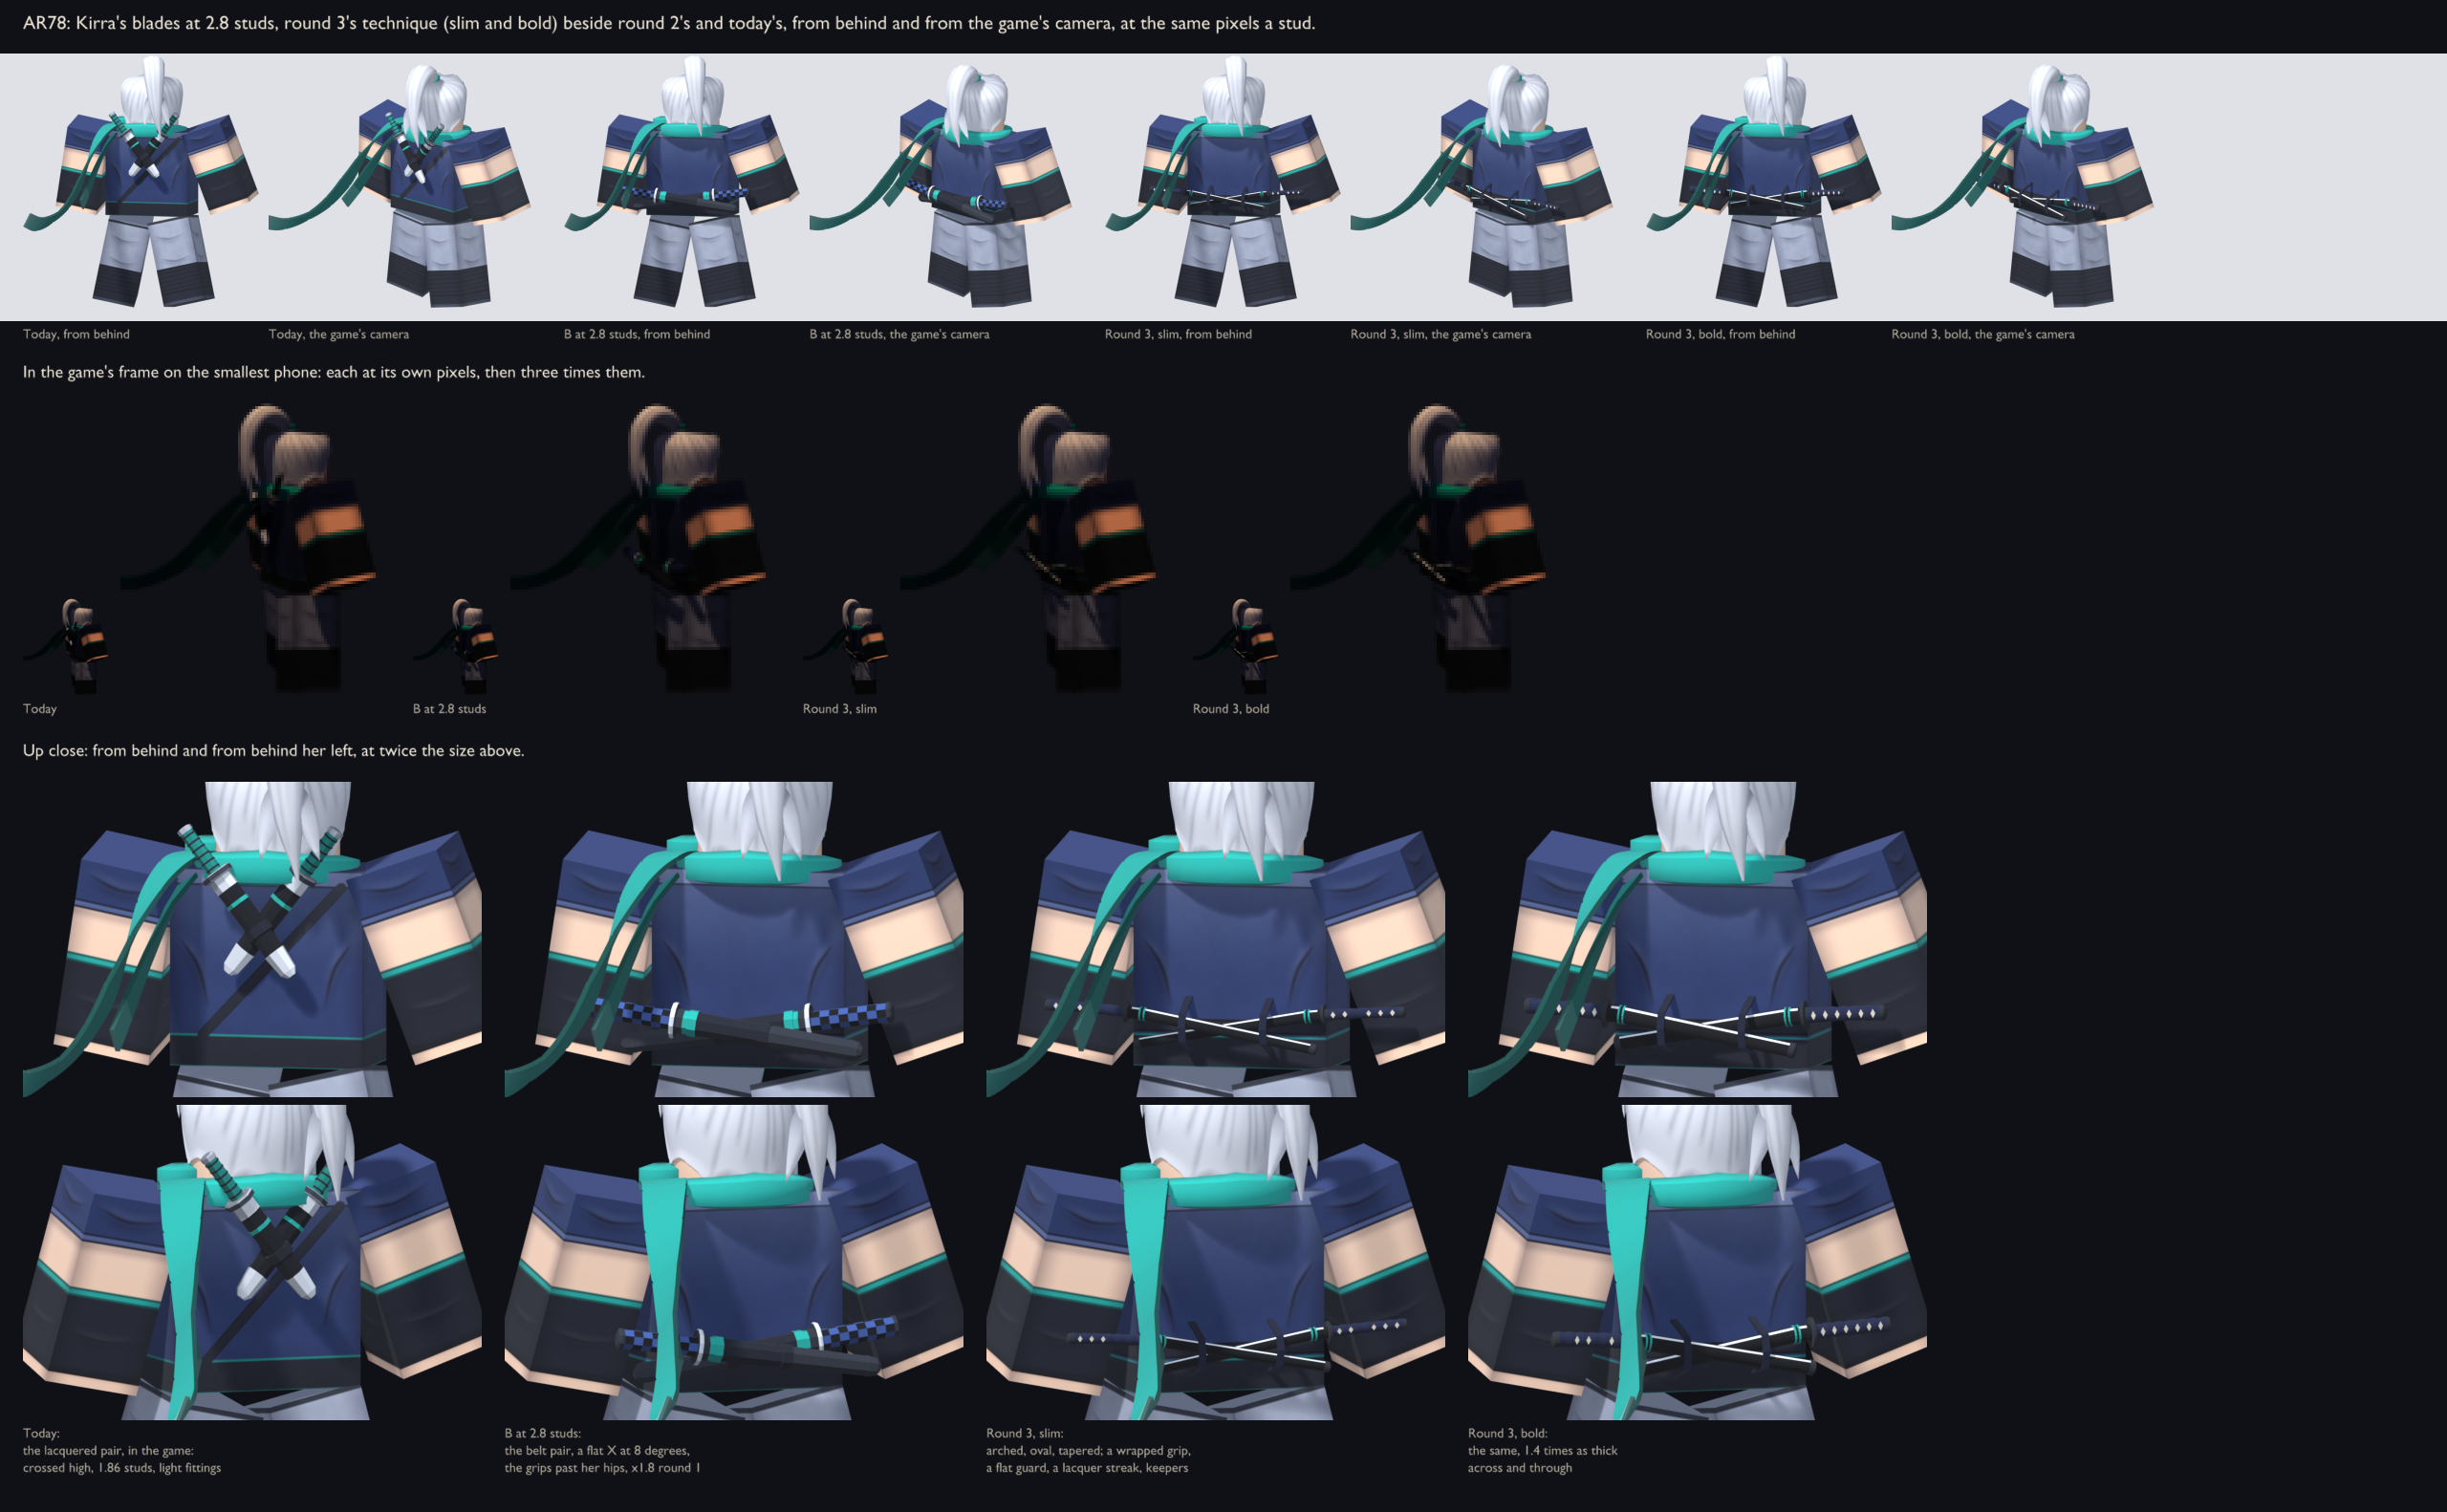 AR78: Kirra's blades at 2.8 studs, round 3's technique (slim and bold) beside round 2's and today's, from behind and from the game's camera, at the same pixels a stud.
Today, from behind
Today, the game's camera
B at 2.8 studs, from behind
B at 2.8 studs, the game's camera
Round 3, slim, from behind
Round 3, slim, the game's camera
Round 3, bold, from behind
Round 3, bold, the game's camera
In the game's frame on the smallest phone: each at its own pixels, then three times them.
Today
B at 2.8 studs
Round 3, slim
Round 3, bold
Up close: from behind and from behind her left, at twice the size above.
Today:
the lacquered pair, in the game:
crossed high, 1.86 studs, light fittings
B at 2.8 studs:
the belt pair, a flat X at 8 degrees,
the grips past her hips, x1.8 round 1
Round 3, slim:
arched, oval, tapered; a wrapped grip,
a flat guard, a lacquer streak, keepers
Round 3, bold:
the same, 1.4 times as thick
across and through